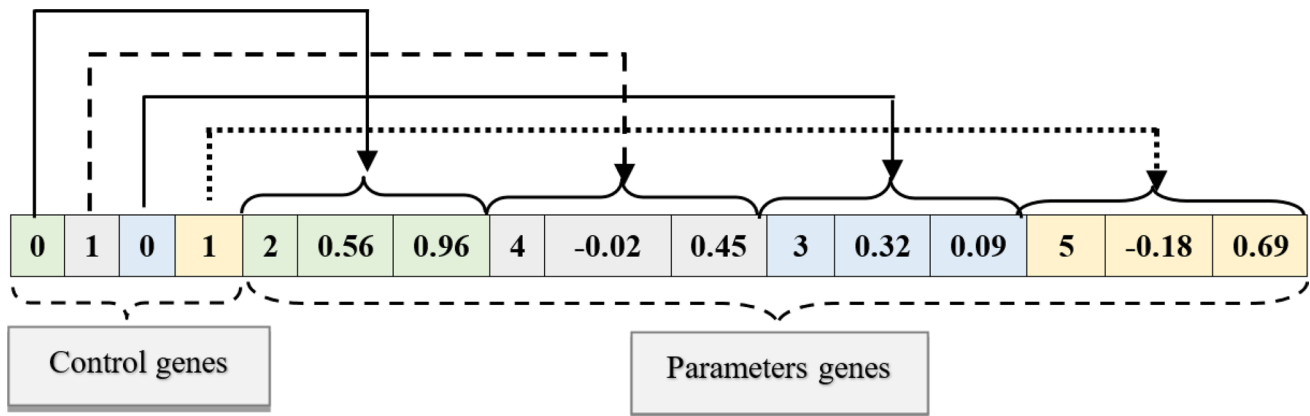 0 1 0 1 2 0.56 0.96 4 -0.02 0.45 3 0.32 0.09 5 -0.18 0.69
Control genes
Parameters genes